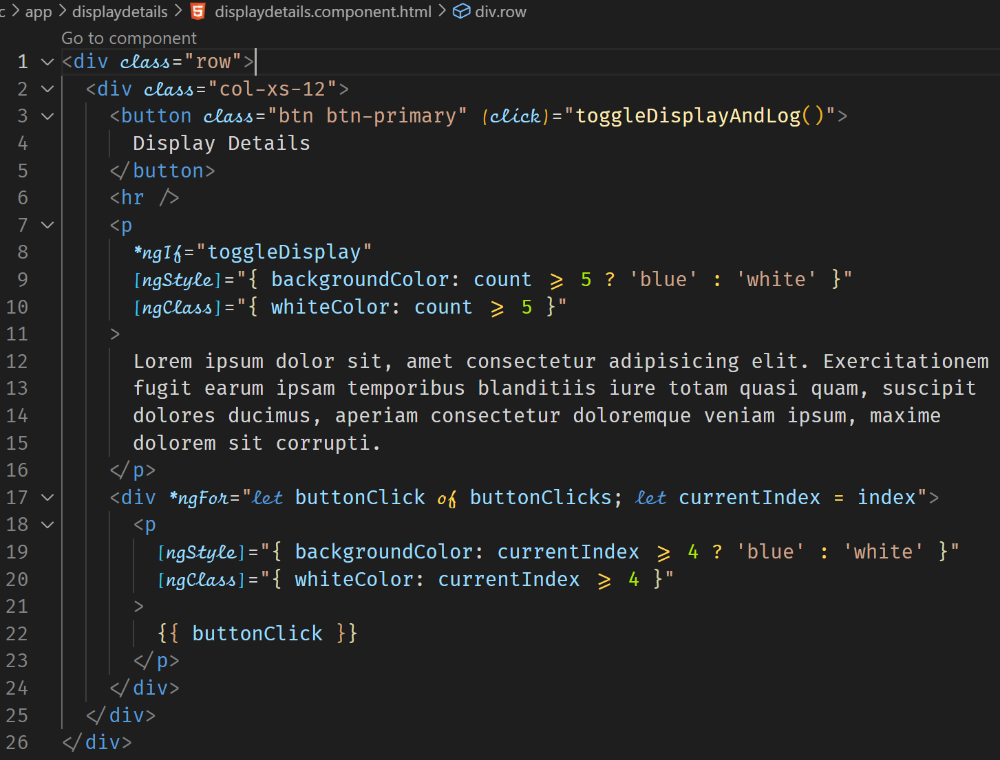 c > app > displaydetails > displaydetails.component.html > div.row
Go to component
1 <div class="row">
2 <div class="col-xs-12">
3 <button class="btn btn-primary" (click)="toggleDisplayAndLog()">
4 Display Details
5 </button>
6 <hr />
7 <p
8 *ngIf="toggleDisplay"
9 [ngStyle]="{ backgroundColor: count >= 5 ? 'blue' : 'white' }"
10 [ngClass]="{ whiteColor: count >= 5 }"
11 >
12 Lorem ipsum dolor sit, amet consectetur adipisicing elit. Exercitationem
13 fugit earum ipsam temporibus blanditiis iure totam quasi quam, suscipit
14 dolores ducimus, aperiam consectetur doloremque veniam ipsum, maxime
15 dolorem sit corrupti.
16 </p>
17 <div *ngFor="let buttonClick of buttonClicks; let currentIndex = index">
18 <p
19 [ngStyle]="{ backgroundColor: currentIndex >= 4 ? 'blue' : 'white' }"
20 [ngClass]="{ whiteColor: currentIndex >= 4 }"
21 >
22 {{ buttonClick }}
23 </p>
24 </div>
25 </div>
26 </div>